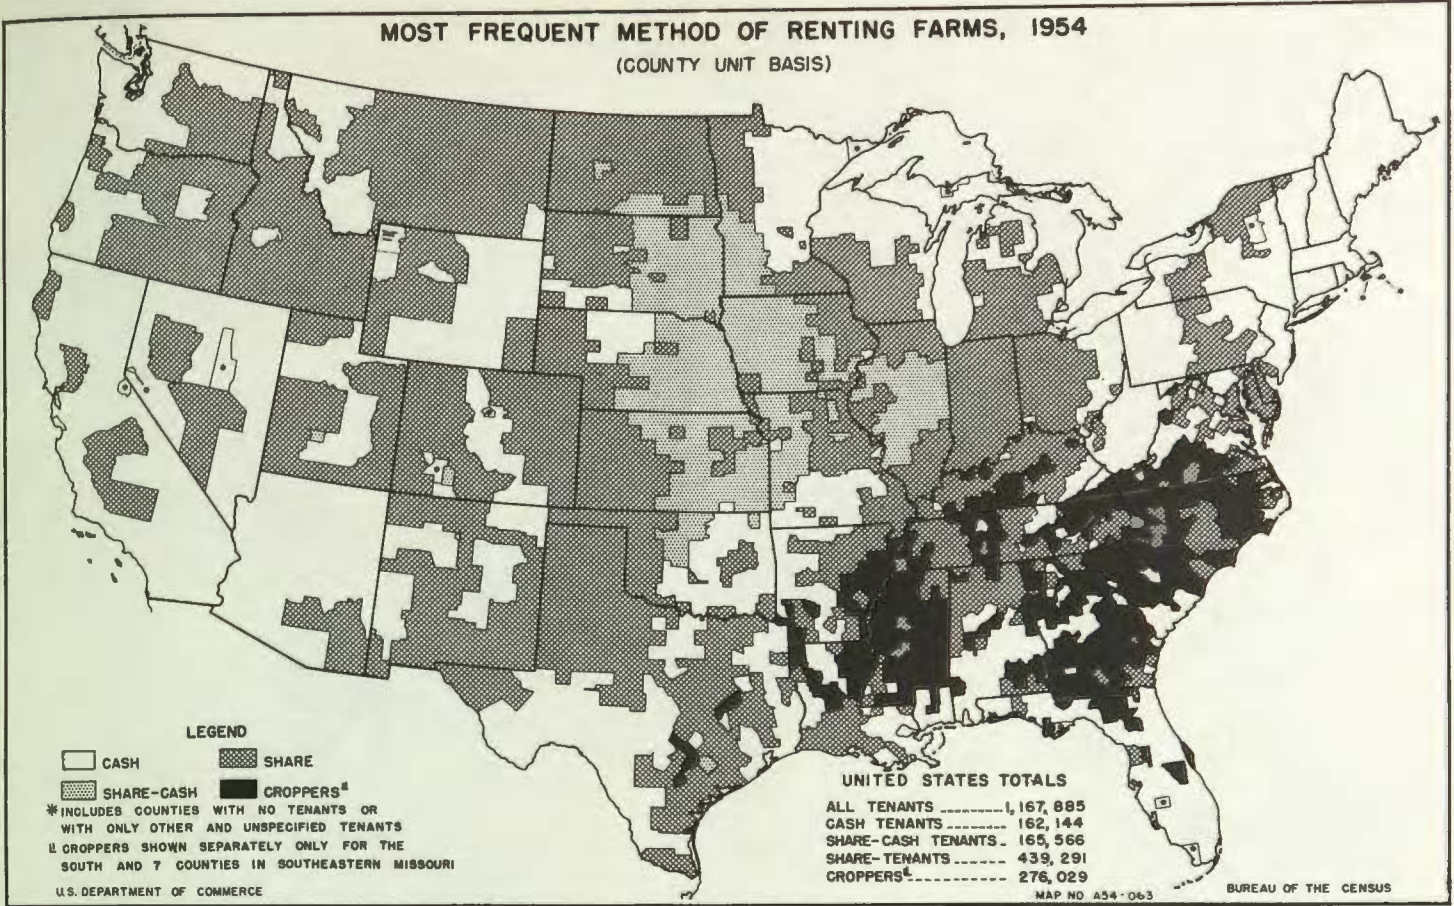 MOST FREQUENT METHOD OF RENTING FARMS, 1954
(COUNTY UNIT BASIS)
LEGEND
CASH
SHARE
SHARE-CASH
CROPPERS
* INCLUDES COUNTIES WITH NO TENANTS OR
WITH ONLY OTHER AND UNSPECIFIED TENANTS
CROPPERS SHOWN SEPARATELY ONLY FOR THE
SOUTH AND 7 COUNTIES IN SOUTHEASTERN MISSOURI
U.S. DEPARTMENT OF COMMERCE
UNITED STATES TOTALS
ALL TENANTS 1,167,885
CASH TENANTS 162,144
SHARE-CASH TENANTS 165,566
SHARE-TENANTS 439,291
CROPPERS 276,029
MAP NO A54-063
BUREAU OF THE CENSUS